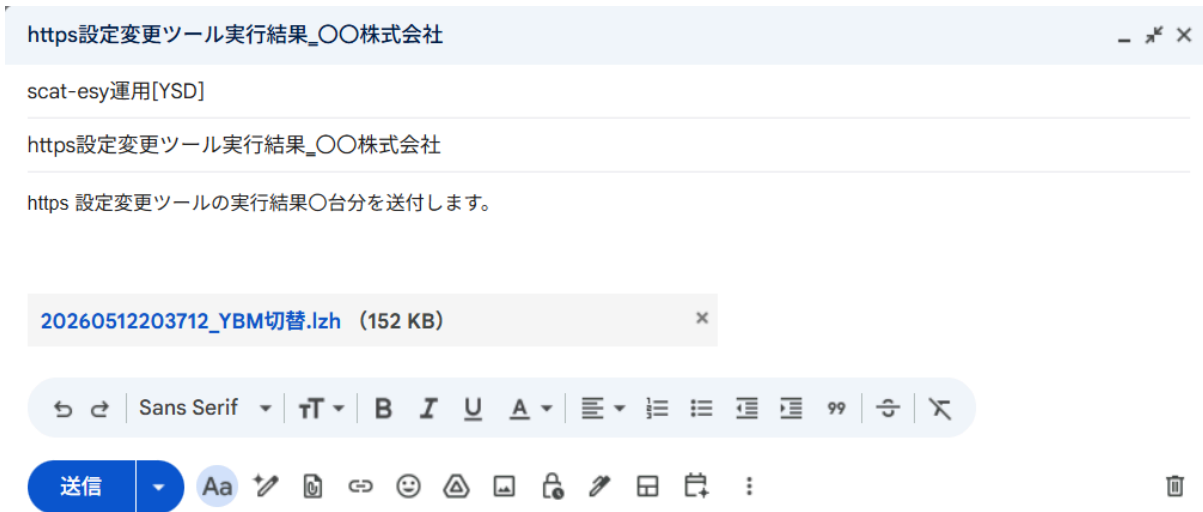 https設定変更ツール実行結果_〇〇株式会社
scat-esy運用[YSD]
https設定変更ツール実行結果_〇〇株式会社
https 設定変更ツールの実行結果〇台分を送付します。
20260512203712_YBM切替.lzh （152 KB）
Sans Serif
送信